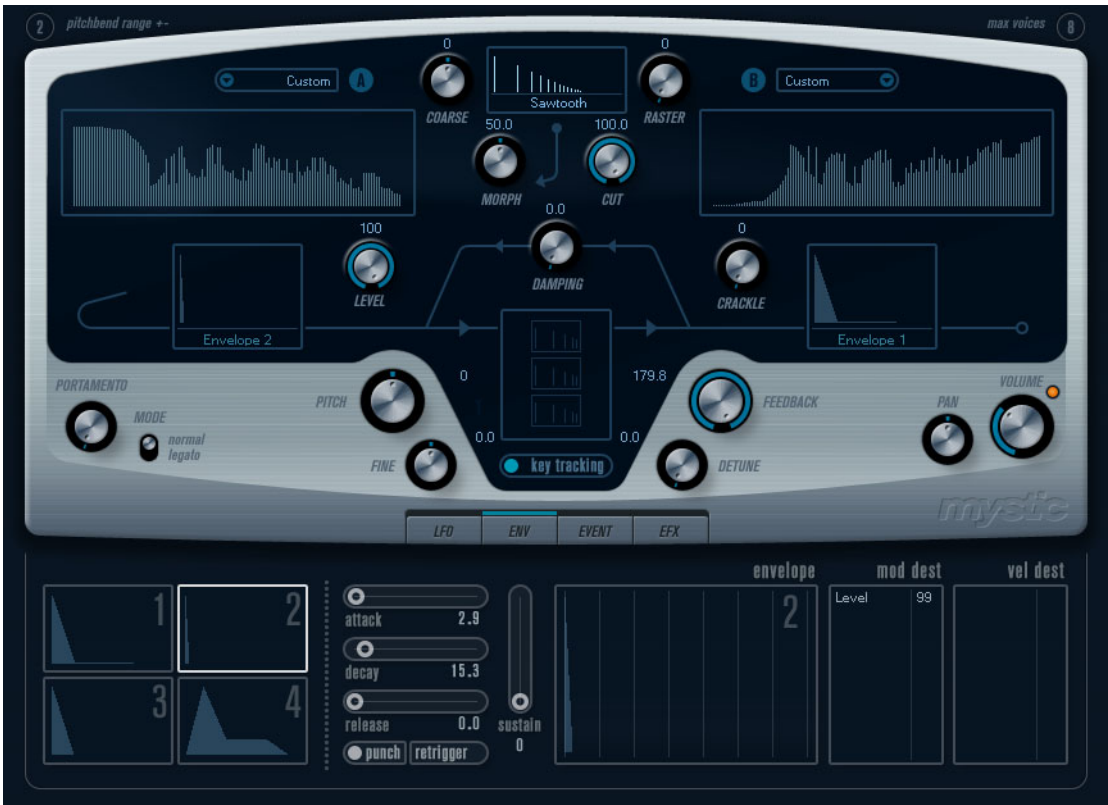 2 pitchbend range +-
max voices 8
0
0
Custom A
B Custom
Sawtooth
COARSE
RASTER
50.0
100.0
MORPH
CUT
0.0
100
0
DAMPING
LEVEL
CRACKLE
Envelope 2
Envelope 1
PORTAMENTO
0
179.8
VOLUME
PITCH
FEEDBACK
PAN
MODE
normal
legato
0.0
0.0
FINE
key tracking
DETUNE
mystic
LFO ENV EVENT EFX
envelope
mod dest
vel dest
1
2
3
4
attack 2.9
decay 15.3
release 0.0
punch retrigger
sustain
0
2
Level 99